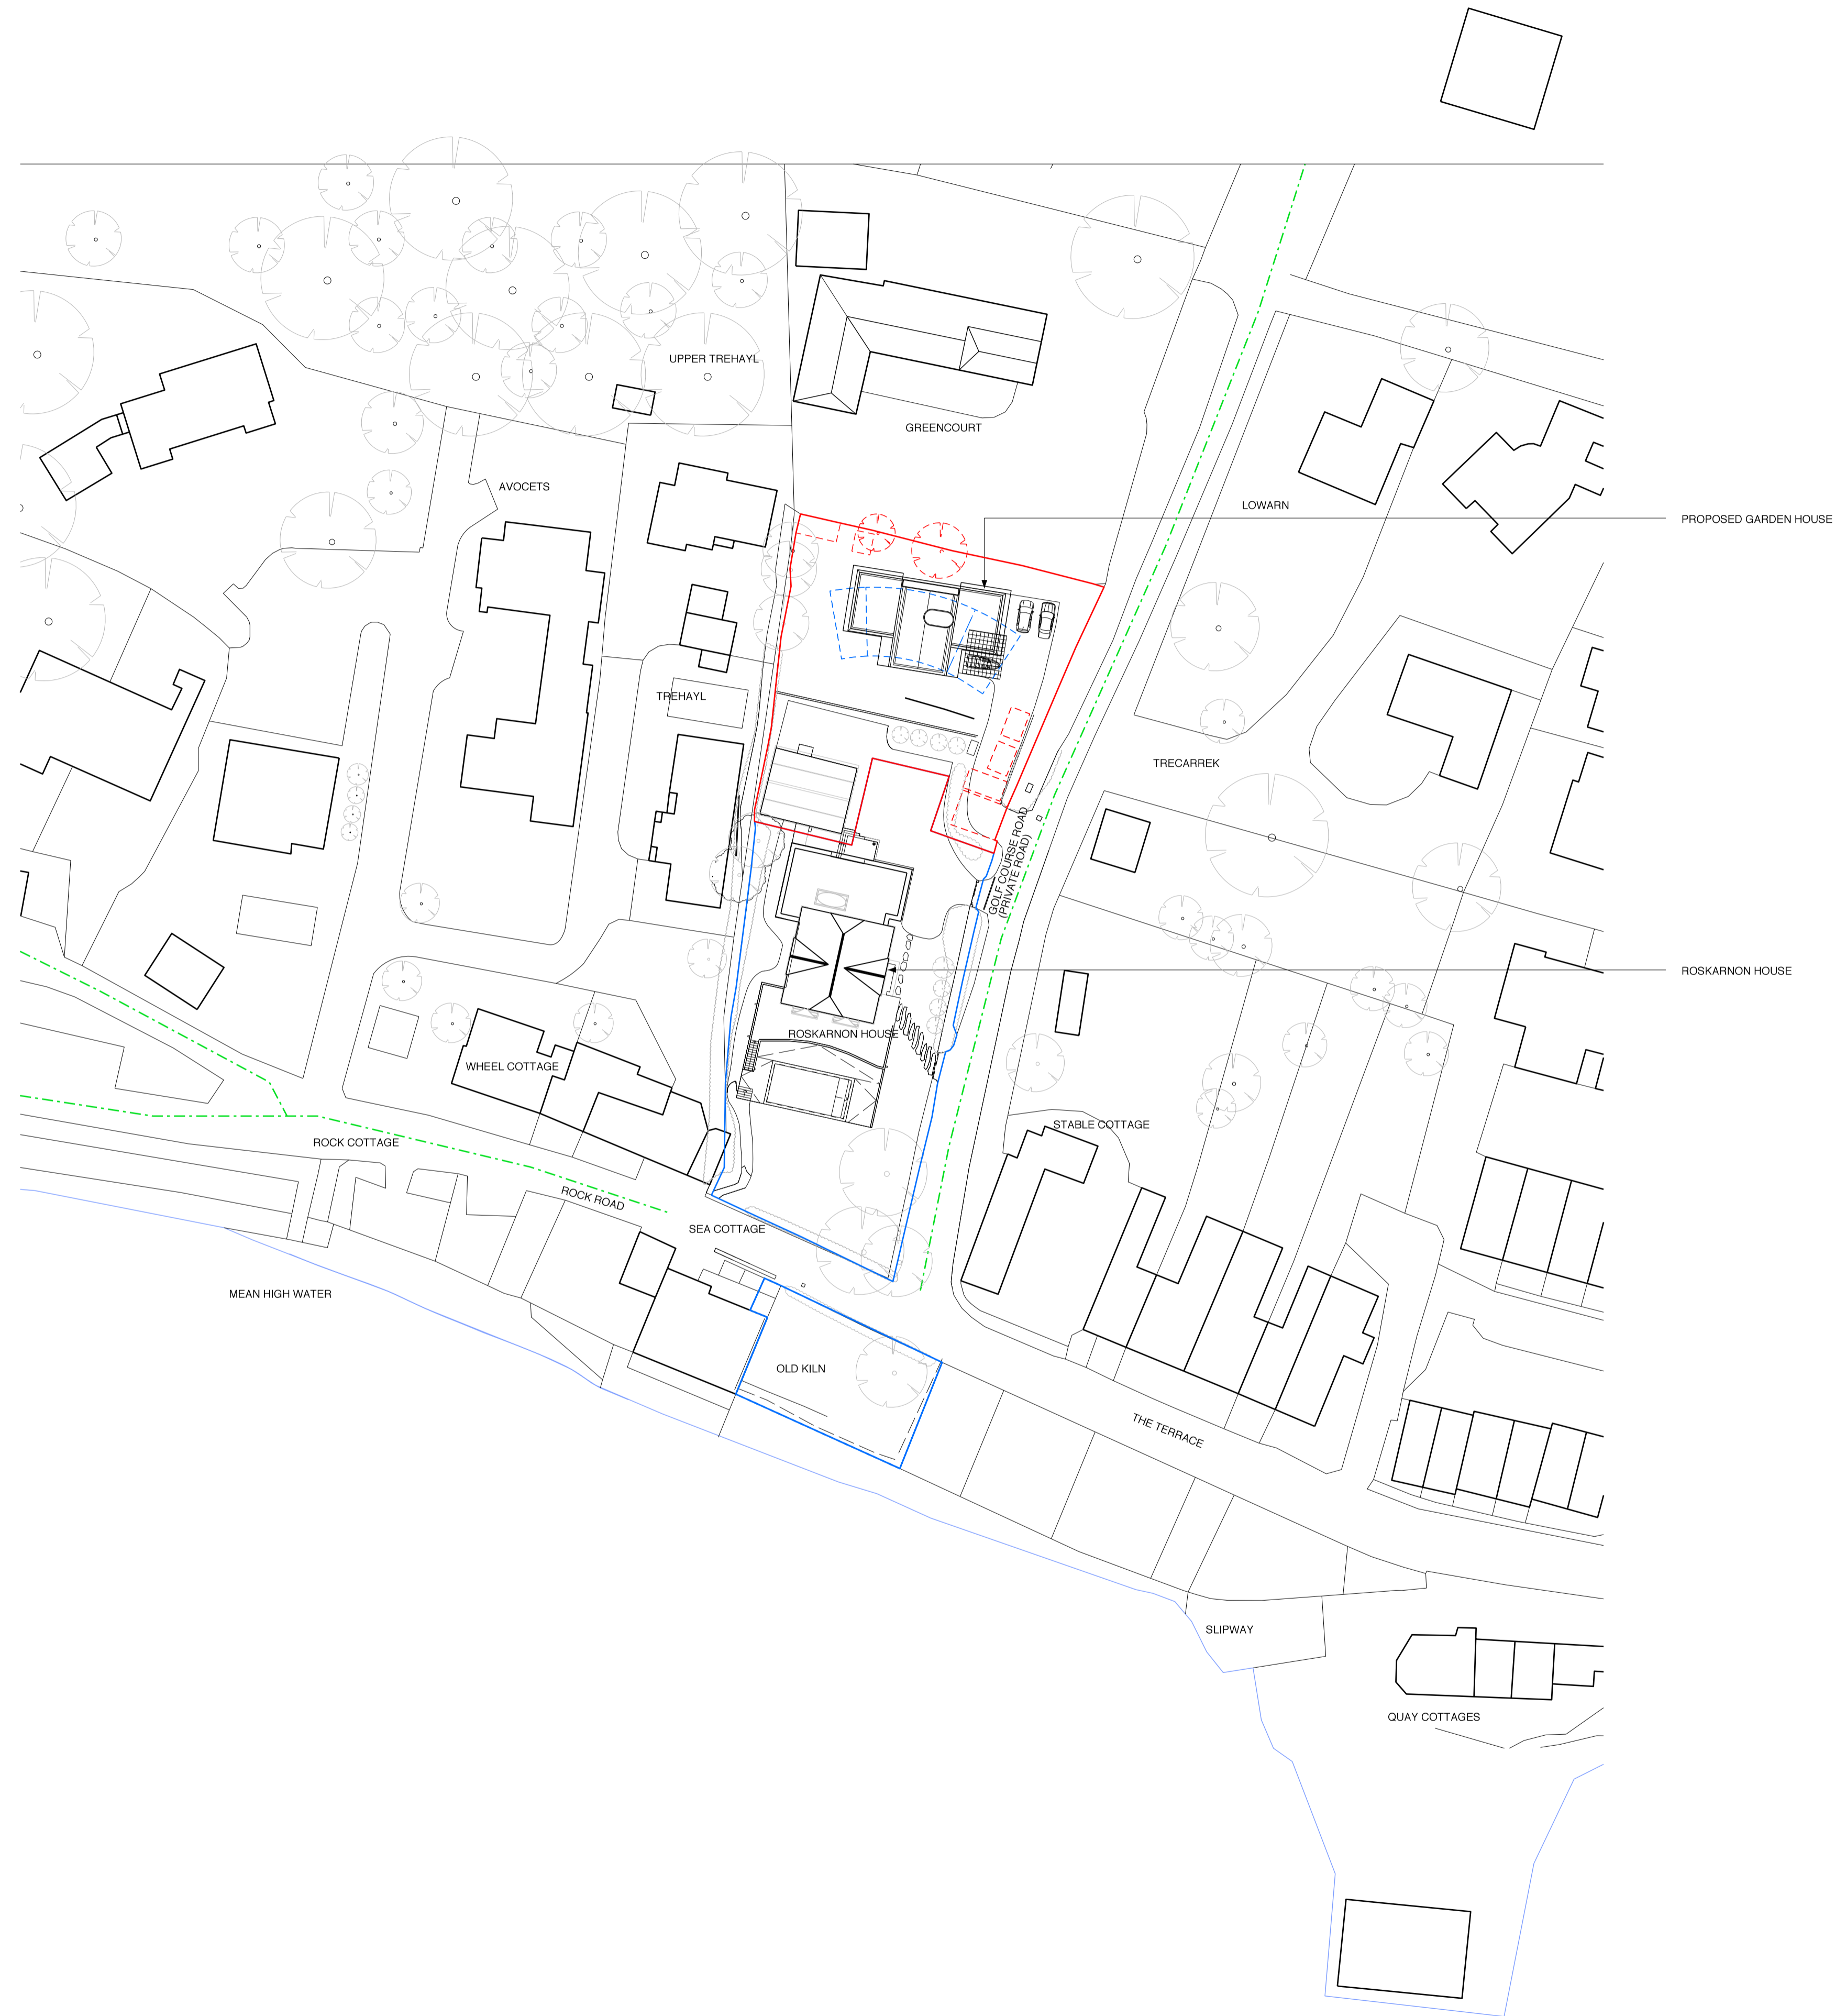 UPPER TREHAYL
GREENCOURT
AVOCETS
LOWARN
PROPOSED GARDEN HOUSE
TREHAYL
TRECARREK
GOLF COURSE ROAD
(PRIVATE ROAD)
ROSKARNON HOUSE
ROSKARNON HOUSE
WHEEL COTTAGE
STABLE COTTAGE
ROCK COTTAGE
ROCK ROAD
SEA COTTAGE
MEAN HIGH WATER
OLD KILN
THE TERRACE
SLIPWAY
QUAY COTTAGES